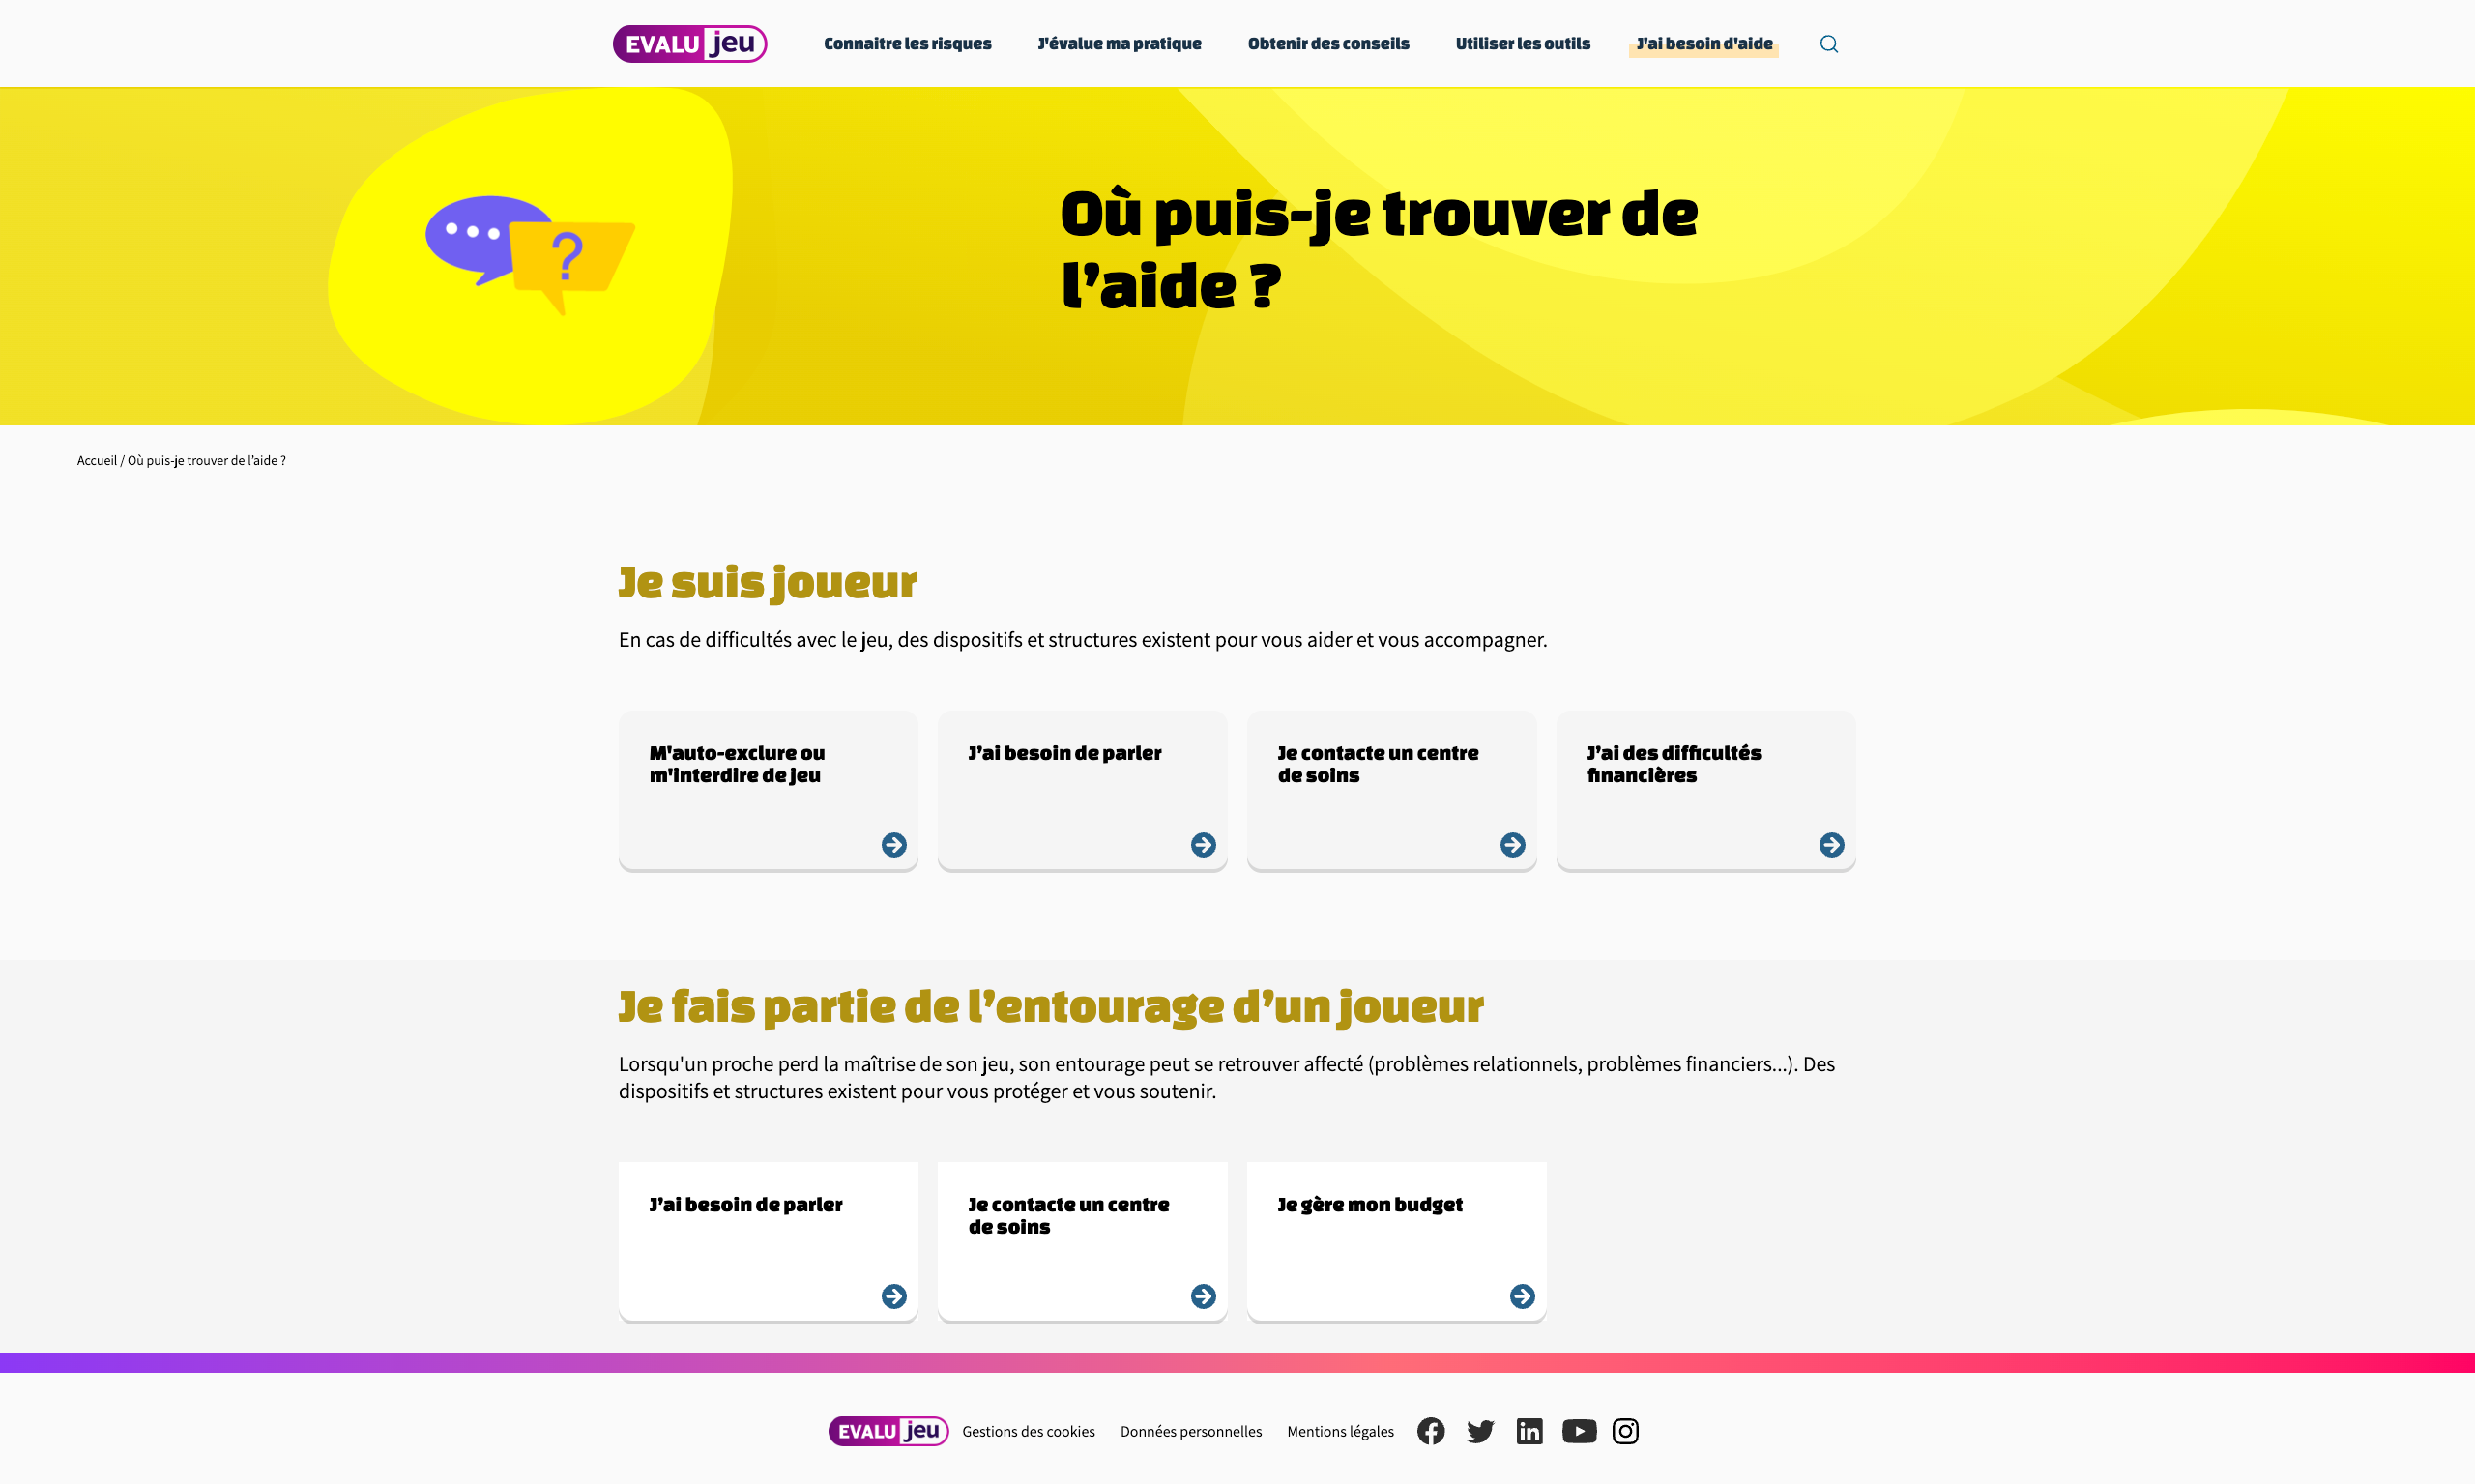 EVALU jeu
Connaitre les risques
J'évalue ma pratique
Obtenir des conseils
Utiliser les outils
J'ai besoin d'aide
?
Où puis-je trouver de
l’aide ?
Accueil / Où puis-je trouver de l’aide ?
Je suis joueur
En cas de difficultés avec le jeu, des dispositifs et structures existent pour vous aider et vous accompagner.
M'auto-exclure ou
m'interdire de jeu
J’ai besoin de parler
Je contacte un centre
de soins
J’ai des difficultés
financières
Je fais partie de l’entourage d’un joueur
Lorsqu'un proche perd la maîtrise de son jeu, son entourage peut se retrouver affecté (problèmes relationnels, problèmes financiers...). Des
dispositifs et structures existent pour vous protéger et vous soutenir.
J’ai besoin de parler
Je contacte un centre
de soins
Je gère mon budget
EVALU jeu
Gestions des cookies
Données personnelles
Mentions légales